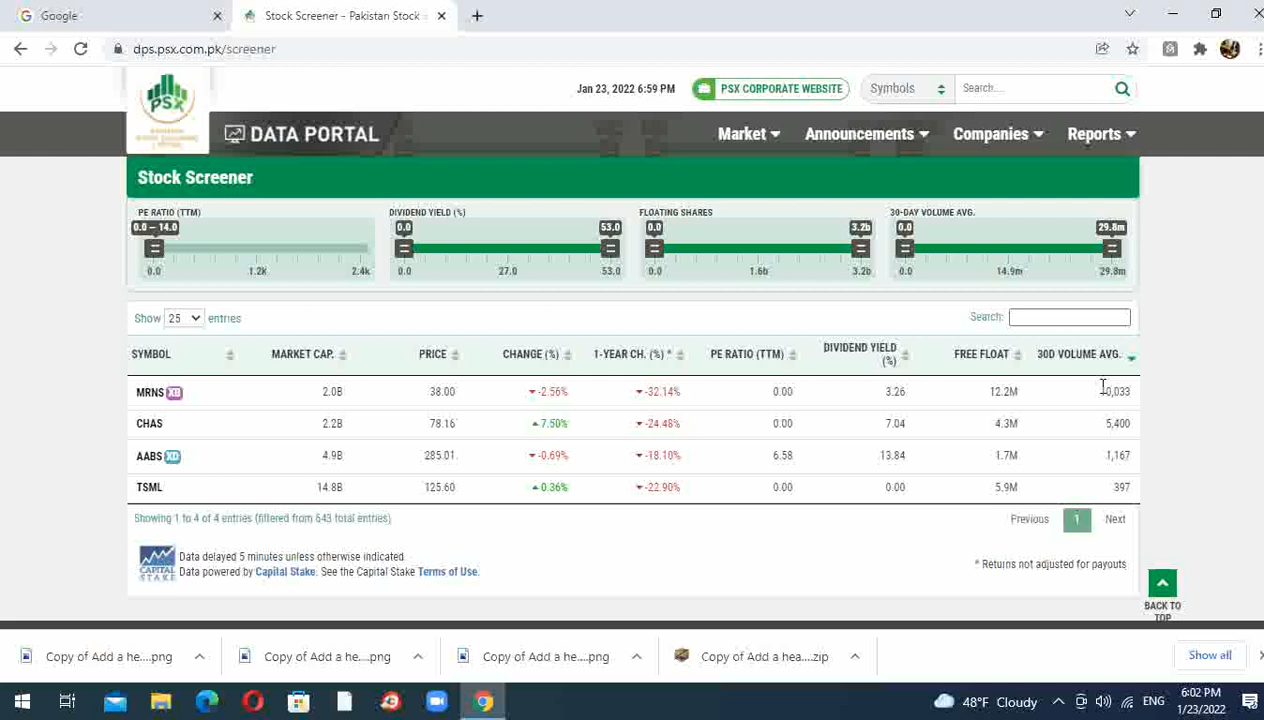 Google
Stock Screener - Pakistan Stock
dps.psx.com.pk/screener
PSX
Jan 23, 2022 6:59 PM
PSX CORPORATE WEBSITE
Symbols
Search...
DATA PORTAL
Market
Announcements
Companies
Reports
Stock Screener
PE RATIO (TTM) DIVIDEND YIELD (%) FLOATING SHARES 30-DAY VOLUME AVG.
0.0 – 14.0 0.0 53.0 0.0 3.2b 0.0 29.8m
0.0 1.2k 2.4k 0.0 27.0 53.0 0.0 1.6b 3.2b 0.0 14.9m 29.8m
Show 25 entries Search:
SYMBOL MARKET CAP. PRICE CHANGE (%) 1-YEAR CH. (%) * PE RATIO (TTM) DIVIDEND YIELD (%) FREE FLOAT 30D VOLUME AVG.
MRNS 2.0B 38.00 -2.56% -32.14% 0.00 3.26 12.2M
CHAS 2.2B 78.16 7.50% -24.48% 0.00 7.04 4.3M 5,400
AABS XD 4.9B 285.01 -0.69% -18.10% 6.58 13.84 1.7M 1,167
TSML 14.8B 125.60 0.36% -22.90% 0.00 0.00 5.9M 397
Showing 1 to 4 of 4 entries (filtered from 643 total entries) Previous 1 Next
CAPITAL STAKE
Data delayed 5 minutes unless otherwise indicated
Data powered by Capital Stake. See the Capital Stake Terms of Use.
* Returns not adjusted for payouts
BACK TO
TOP
Copy of Add a he....png Copy of Add a he....png Copy of Add a he....png Copy of Add a hea....zip Show all
48°F Cloudy ENG
6:02 PM
1/23/2022